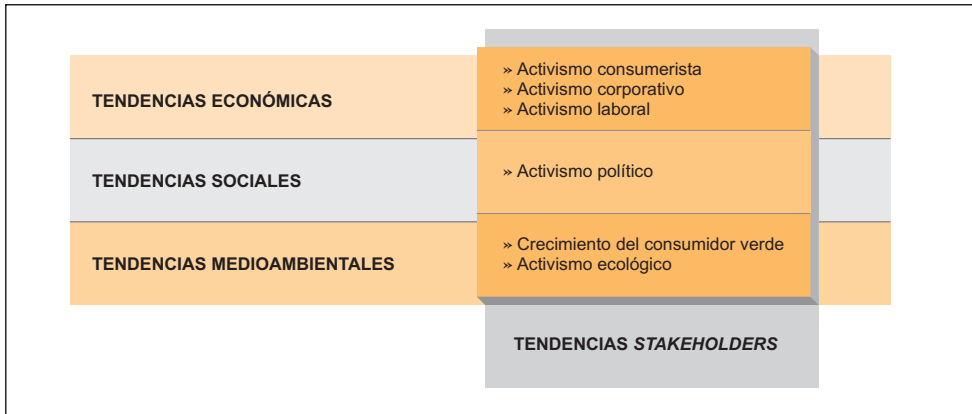 TENDENCIAS ECONÓMICAS
» Activismo consumerista
» Activismo corporativo
» Activismo laboral
TENDENCIAS SOCIALES
» Activismo político
TENDENCIAS MEDIOAMBIENTALES
» Crecimiento del consumidor verde
» Activismo ecológico
TENDENCIAS STAKEHOLDERS